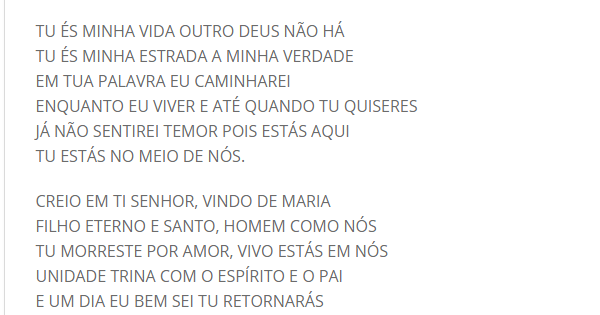 TU ÉS MINHA VIDA OUTRO DEUS NÃO HÁ
TU ÉS MINHA ESTRADA A MINHA VERDADE
EM TUA PALAVRA EU CAMINHAREI
ENQUANTO EU VIVER E ATÉ QUANDO TU QUISERES
JÁ NÃO SENTIREI TEMOR POIS ESTÁS AQUI
TU ESTÁS NO MEIO DE NÓS.
CREIO EM TI SENHOR, VINDO DE MARIA
FILHO ETERNO E SANTO, HOMEM COMO NÓS
TU MORRESTE POR AMOR, VIVO ESTÁS EM NÓS
UNIDADE TRINA COM O ESPÍRITO E O PAI
E UM DIA EU BEM SEI TU RETORNARÁS